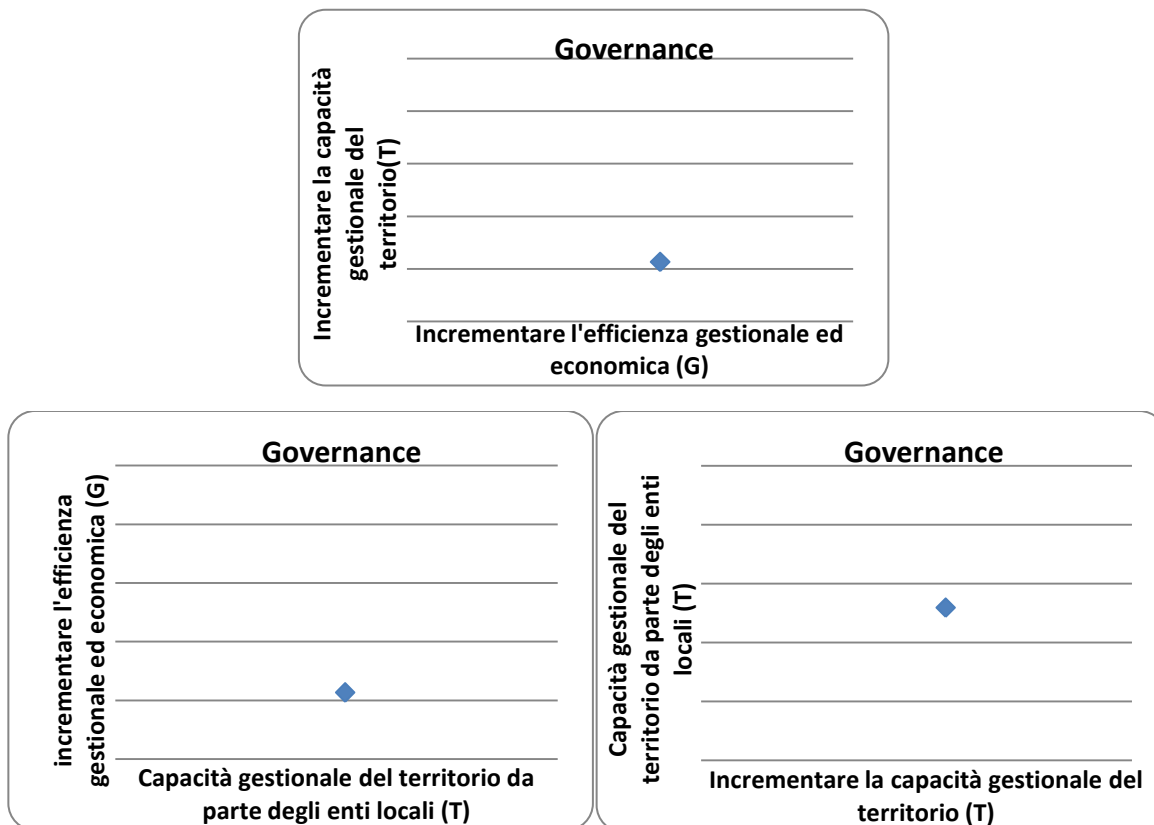 Governance
Incrementare la capacità
gestionale del
territorio(T)
Incrementare l'efficienza gestionale ed
economica (G)
Governance
incrementare l'efficienza
gestionale ed economica (G)
Capacità gestionale del territorio da
parte degli enti locali (T)
Governance
Capacità gestionale del
territorio da parte degli enti
locali (T)
Incrementare la capacità gestionale del
territorio (T)